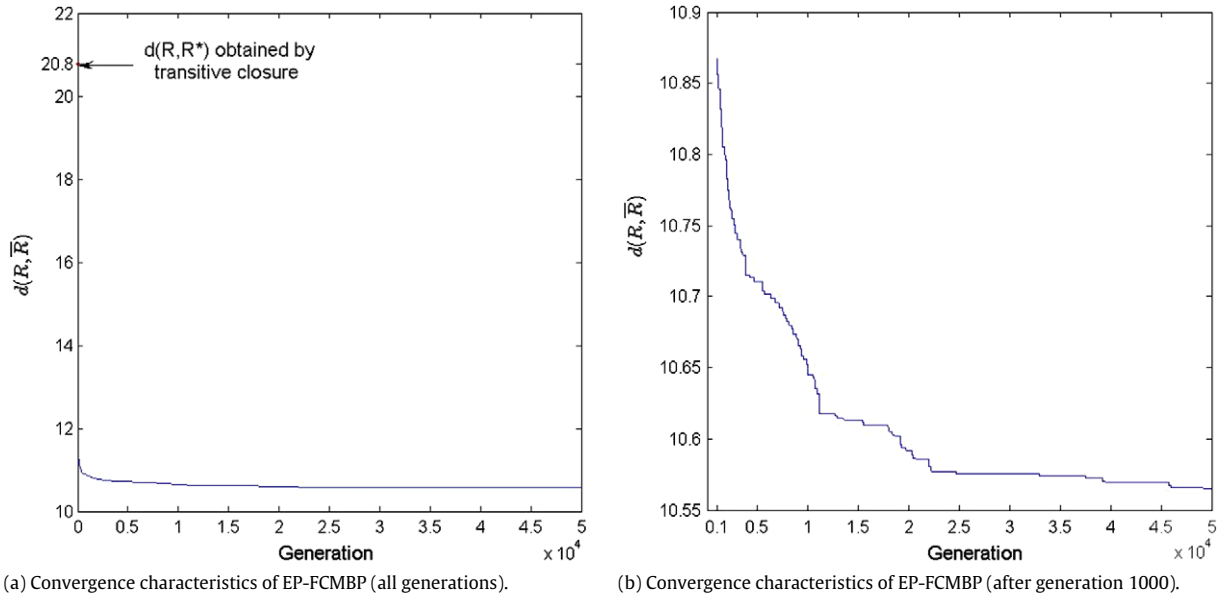 22
20.8
20
18
16
14
12
10
d(R,R*) obtained by
transitive closure
d(R, R̅)
0 0.5 1 1.5 2 2.5 3 3.5 4 4.5 5
Generation
x 10⁴
(a) Convergence characteristics of EP-FCMBP (all generations).
10.9
10.85
10.8
10.75
10.7
10.65
10.6
10.55
d(R, R̅)
0.1 0.5 1 1.5 2 2.5 3 3.5 4 4.5 5
Generation
x 10⁴
(b) Convergence characteristics of EP-FCMBP (after generation 1000).